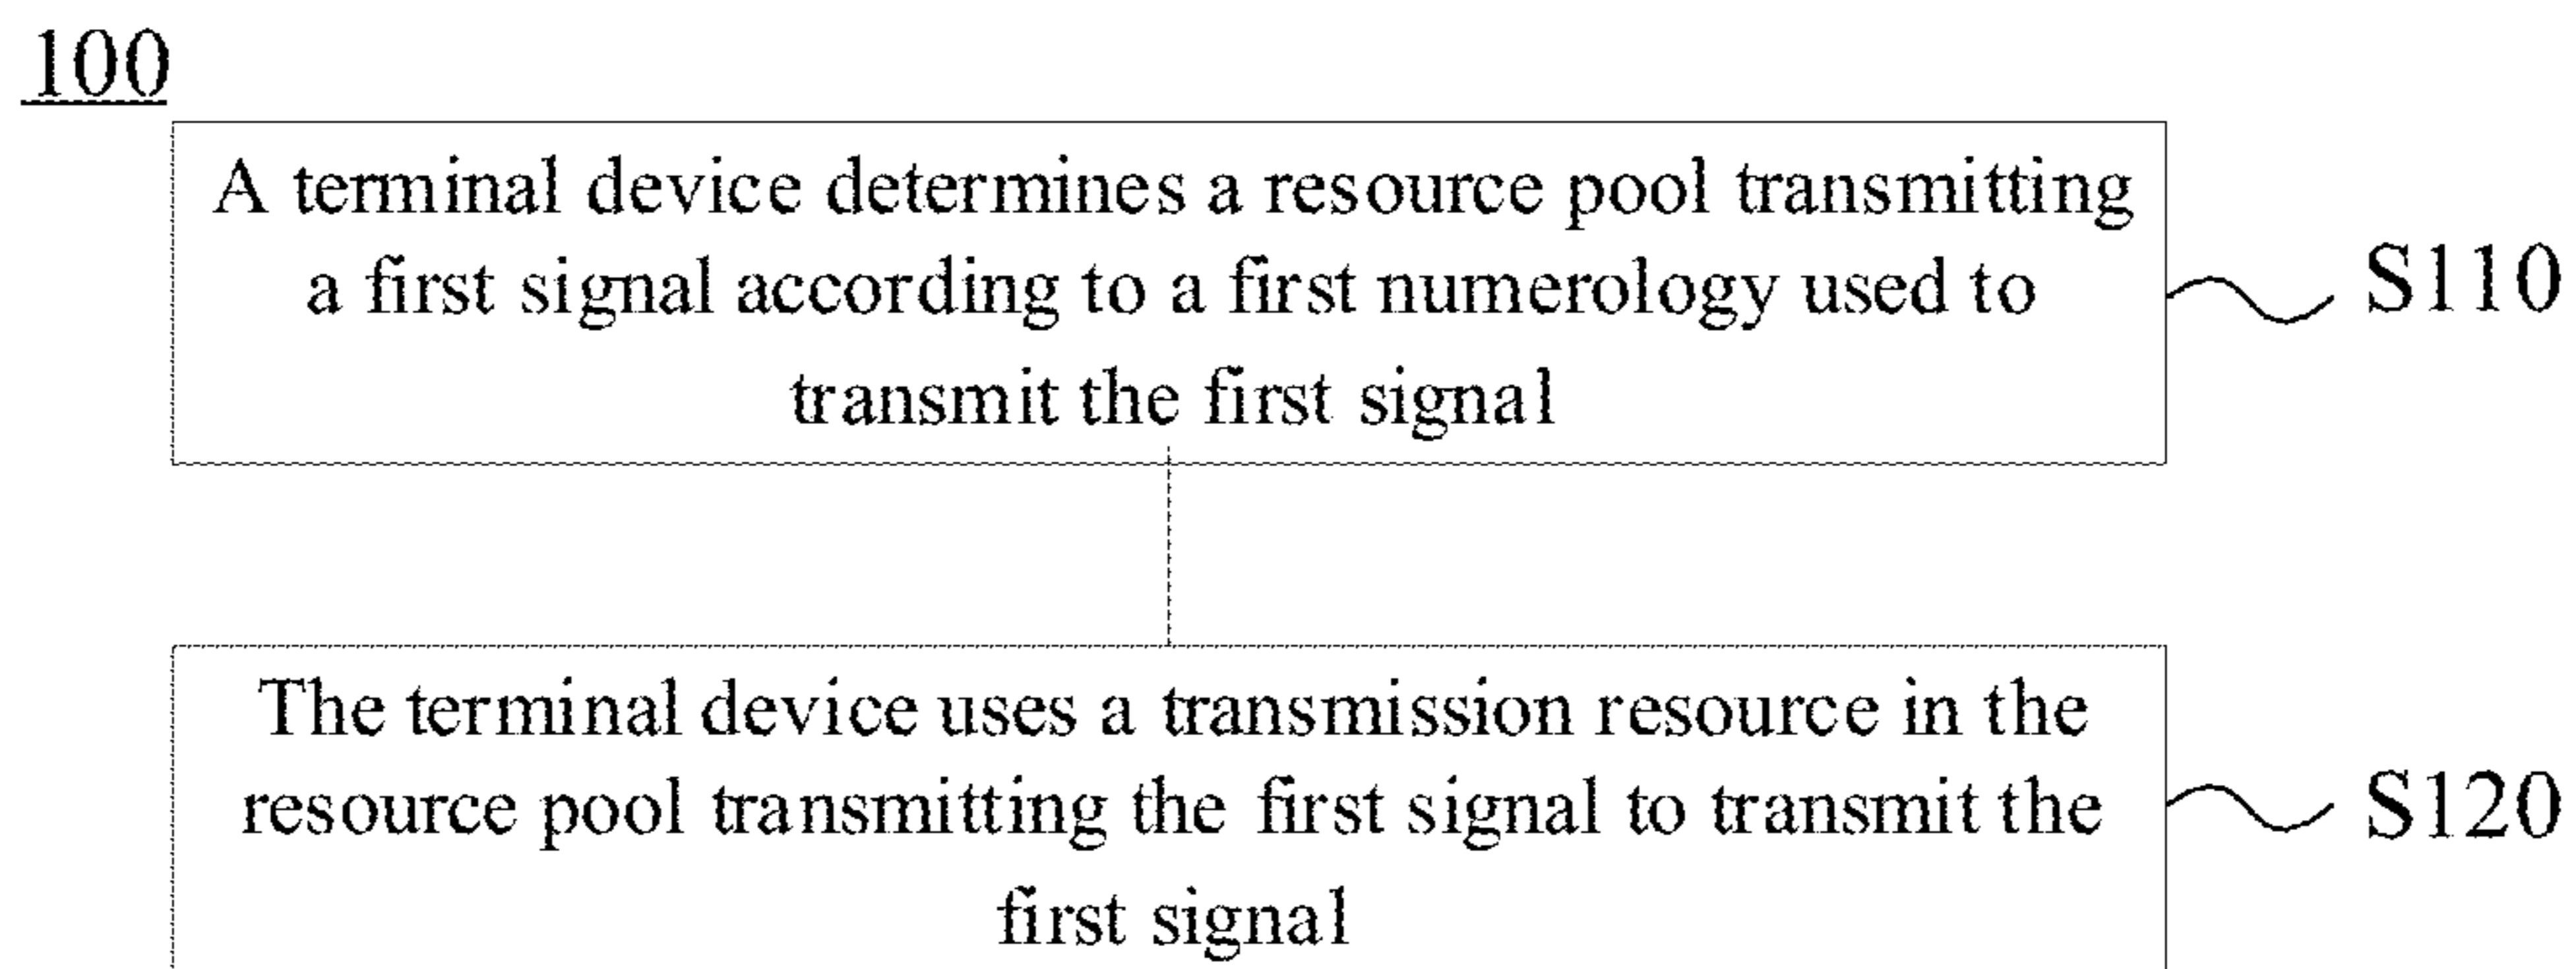 100
A terminal device determines a resource pool transmitting
a first signal according to a first numerology used to
transmit the first signal
S110
The terminal device uses a transmission resource in the
resource pool transmitting the first signal to transmit the
first signal
S120